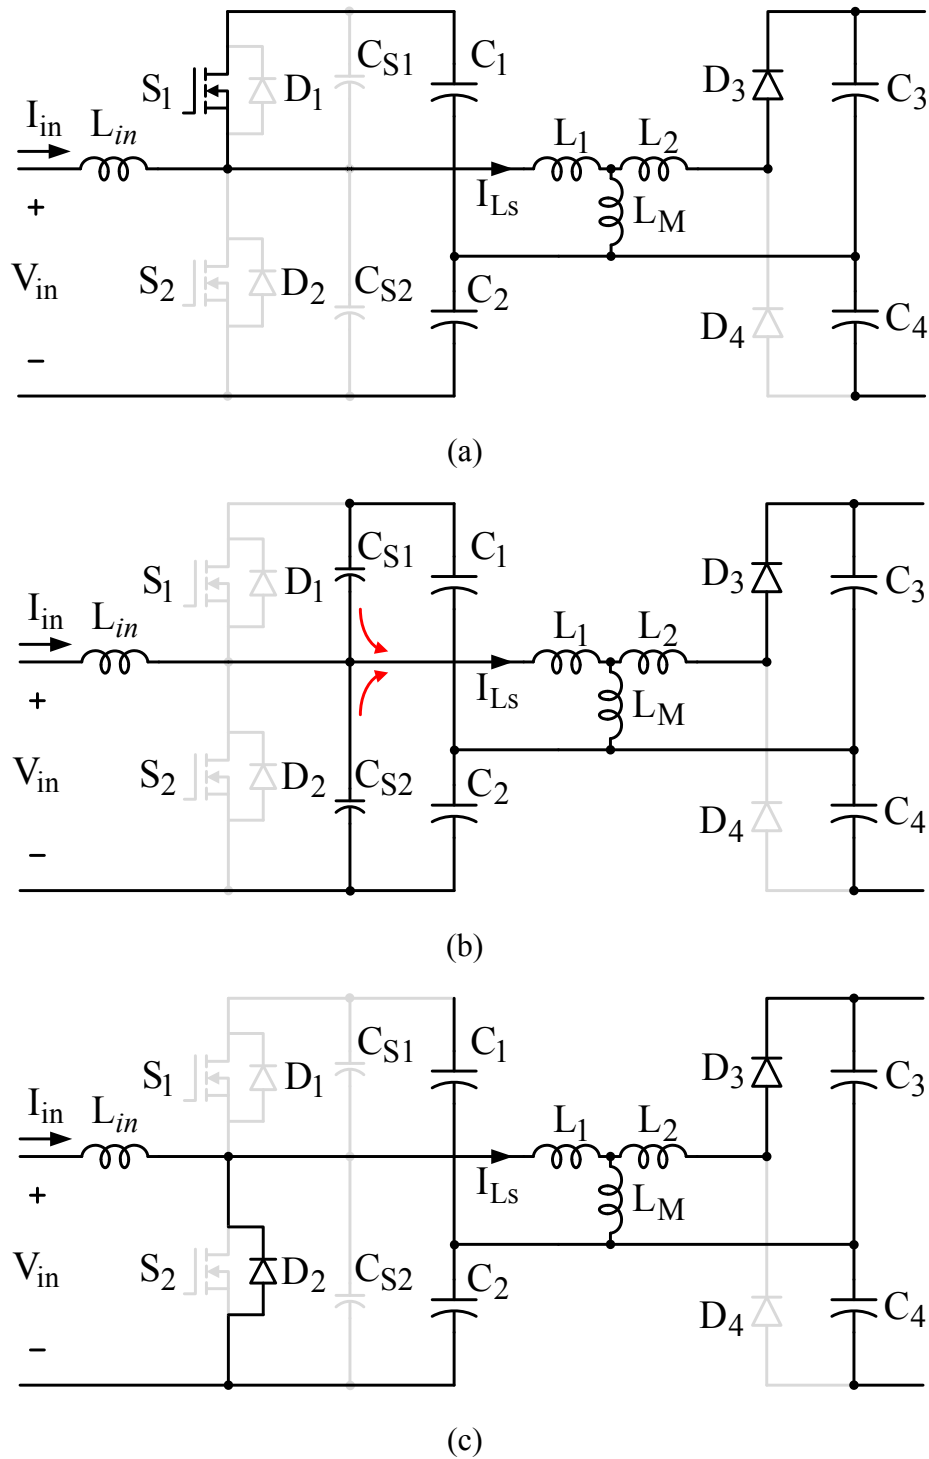 S1 D1 CS1 C1 D3 C3
Iin Lin L1 L2
ILs LM
+
Vin S2 D2 CS2 C2 D4 C4
−
(a)
S1 D1 CS1 C1 D3 C3
Iin Lin L1 L2
ILs LM
+
Vin S2 D2 CS2 C2 D4 C4
−
(b)
S1 D1 CS1 C1 D3 C3
Iin Lin L1 L2
ILs LM
+
Vin S2 D2 CS2 C2 D4 C4
−
(c)